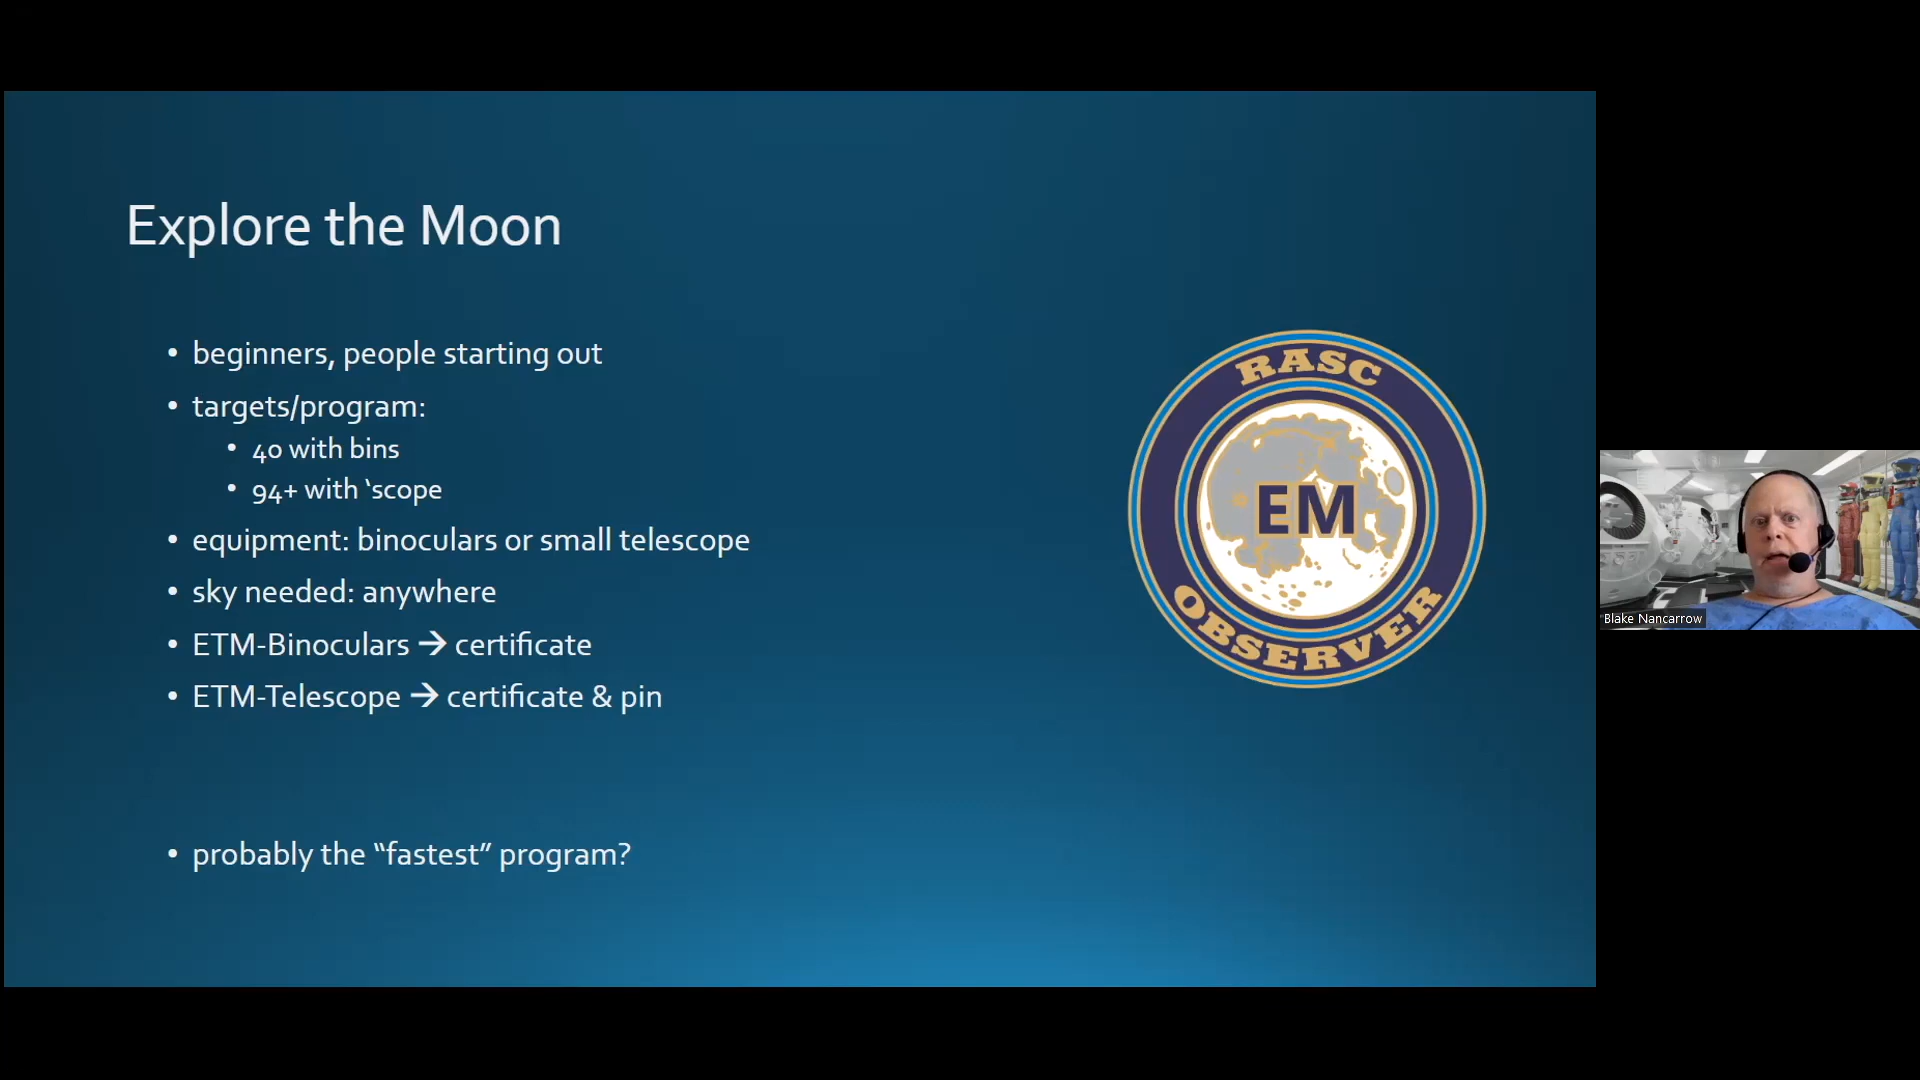 Explore the Moon
• beginners, people starting out
• targets/program:
• 40 with bins
• 94+ with ‘scope
• equipment: binoculars or small telescope
• sky needed: anywhere
• ETM-Binoculars → certificate
• ETM-Telescope → certificate & pin
• probably the “fastest” program?
RASC
EM
OBSERVER
Blake Nancarrow